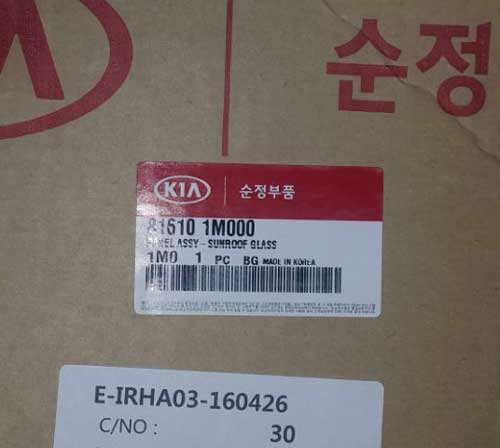 KIA
순정
KIA 순정부품
81610 1M000
PANEL ASSY-SUNROOF GLASS
1M0 1 PC BG MADE IN KOREA
E-IRHA03-160426
C/NO : 30